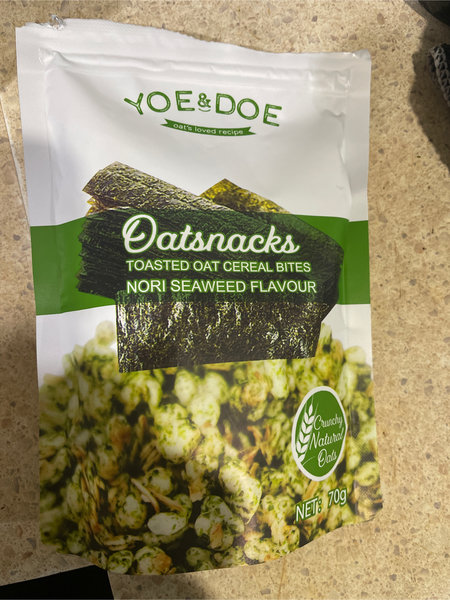 YOE&DOE
oat's loved recipe
Oatsnacks
TOASTED OAT CEREAL BITES
NORI SEAWEED FLAVOUR
Crunchy
Natural
Oats
NET: 70g